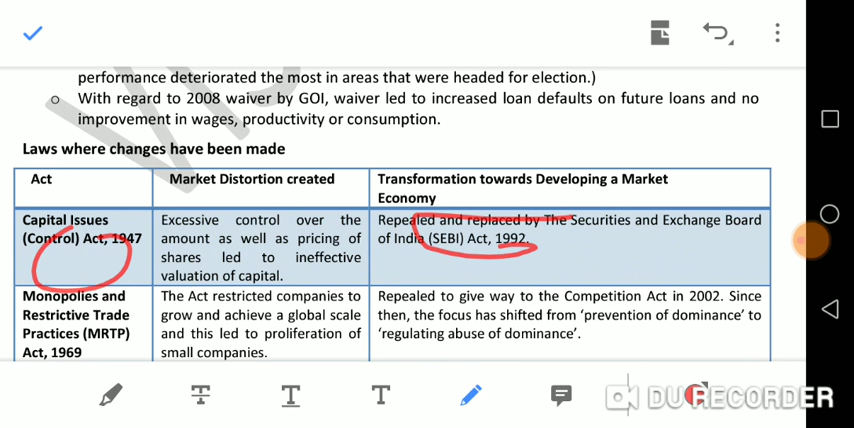 performance deteriorated the most in areas that were headed for election.)
o With regard to 2008 waiver by GOI, waiver led to increased loan defaults on future loans and no
improvement in wages, productivity or consumption.
Laws where changes have been made
Act
Market Distortion created
Transformation towards Developing a Market
Economy
Capital Issues
(Control) Act, 1947
Excessive control over the
amount as well as pricing of
shares led to ineffective
valuation of capital.
Repealed and replaced by The Securities and Exchange Board
of India (SEBI) Act, 1992.
Monopolies and
Restrictive Trade
Practices (MRTP)
Act, 1969
The Act restricted companies to
grow and achieve a global scale
and this led to proliferation of
small companies.
Repealed to give way to the Competition Act in 2002. Since
then, the focus has shifted from ‘prevention of dominance’ to
‘regulating abuse of dominance’.
T T T
DU RECORDER